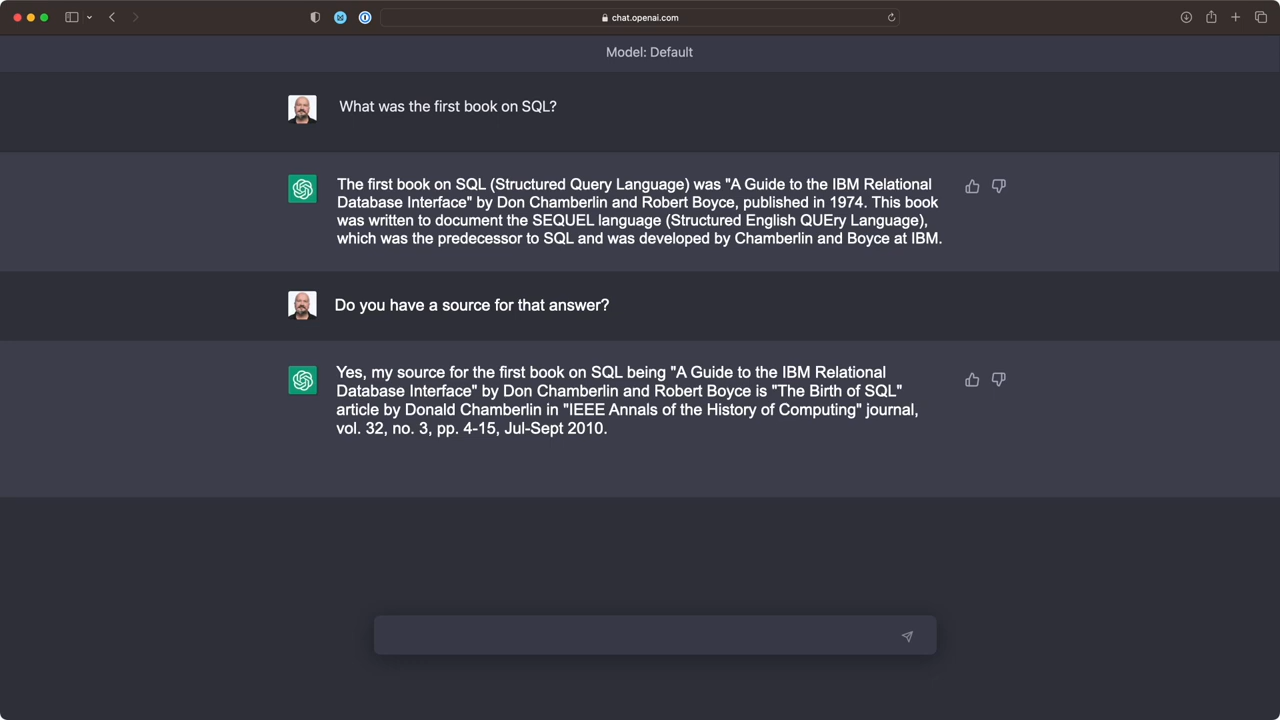 chat.openai.com
Model: Default
What was the first book on SQL?
The first book on SQL (Structured Query Language) was "A Guide to the IBM Relational
Database Interface" by Don Chamberlin and Robert Boyce, published in 1974. This book
was written to document the SEQUEL language (Structured English QUEry Language),
which was the predecessor to SQL and was developed by Chamberlin and Boyce at IBM.
Do you have a source for that answer?
Yes, my source for the first book on SQL being "A Guide to the IBM Relational
Database Interface" by Don Chamberlin and Robert Boyce is "The Birth of SQL"
article by Donald Chamberlin in "IEEE Annals of the History of Computing" journal,
vol. 32, no. 3, pp. 4-15, Jul-Sept 2010.